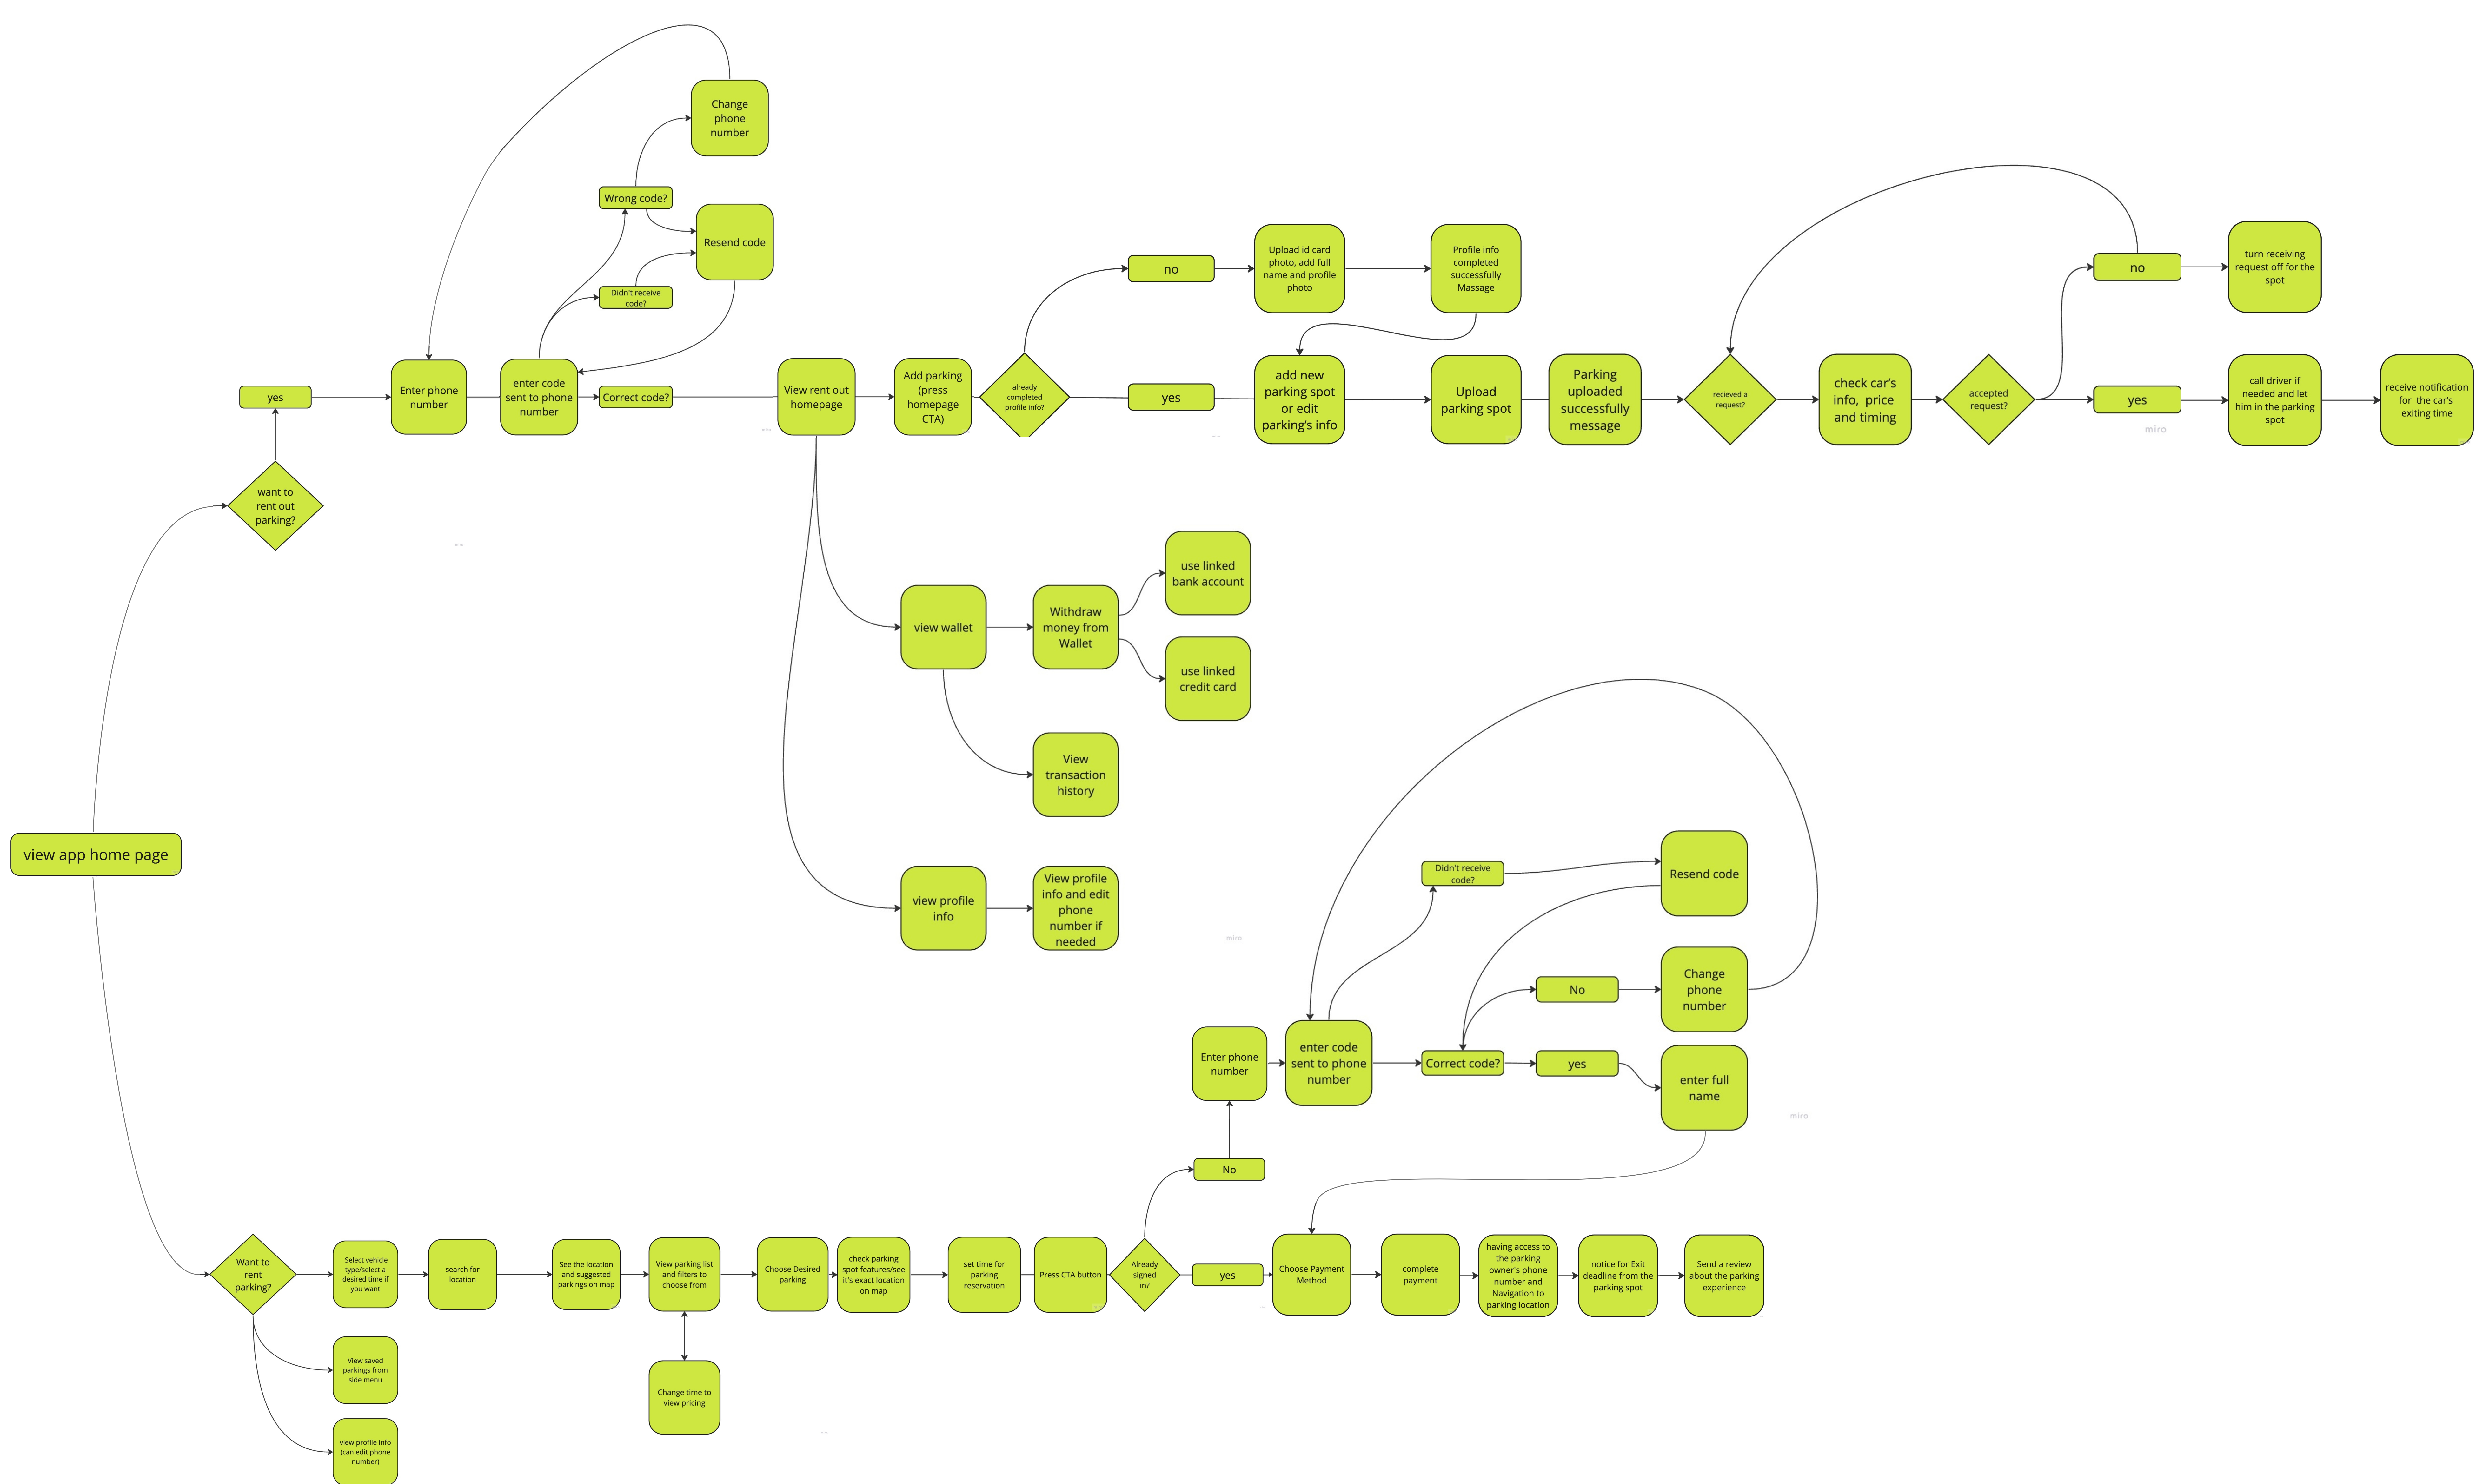 Change
phone
number
Wrong code?
Resend code
Didn't receive
code?
yes
Enter phone
number
enter code
sent to phone
number
Correct code?
View rent out
homepage
Add parking
(press
homepage
CTA)
already
completed
profile info?
no
Upload id card
photo, add full
name and profile
photo
Profile info
completed
successfully
Massage
yes
add new
parking spot
or edit
parking's info
Upload
parking spot
Parking
uploaded
successfully
message
recieved a
request?
check car's
info, price
and timing
accepted
request?
no
turn receiving
request off for the
spot
yes
call driver if
needed and let
him in the parking
spot
receive notification
for the car's
exiting time
miro
miro
miro
want to
rent out
parking?
miro
use linked
bank account
view wallet
Withdraw
money from
Wallet
use linked
credit card
View
transaction
history
view app home page
view profile
info
View profile
info and edit
phone
number if
needed
miro
Didn't receive
code?
Resend code
No
Change
phone
number
Enter phone
number
enter code
sent to phone
number
Correct code?
yes
enter full
name
miro
No
Want to
rent
parking?
Select vehicle
type/select a
desired time if
you want
search for
location
See the location
and suggested
parkings on map
View parking list
and filters to
choose from
Choose Desired
parking
check parking
spot features/see
it's exact location
on map
set time for
parking
reservation
Press CTA button
Already
signed
in?
yes
Choose Payment
Method
complete
payment
having access to
the parking
owner's phone
number and
Navigation to
parking location
notice for Exit
deadline from the
parking spot
Send a review
about the parking
experience
View saved
parkings from
side menu
Change time to
view pricing
view profile info
(can edit phone
number)